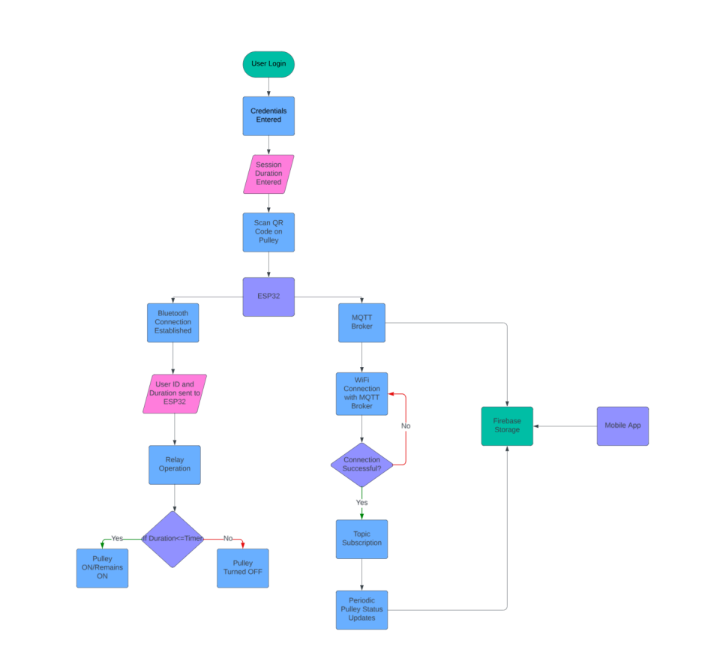 User Login
Credentials
Entered
Session
Duration
Entered
Scan QR
Code on
Pulley
ESP32
Bluetooth
Connection
Established
User ID and
Duration sent to
ESP32
Relay
Operation
If Duration<=Timer
Yes
No
Pulley
ON/Remains
ON
Pulley
Turned OFF
MQTT
Broker
WiFi
Connection
with MQTT
Broker
No
Connection
Successful?
Yes
Topic
Subscription
Periodic
Pulley Status
Updates
Firebase
Storage
Mobile App